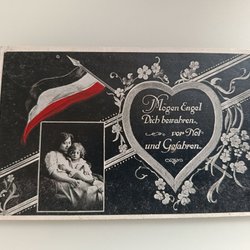 Mögen Engel
Dich bewahren
vor Not
und Gefahren.